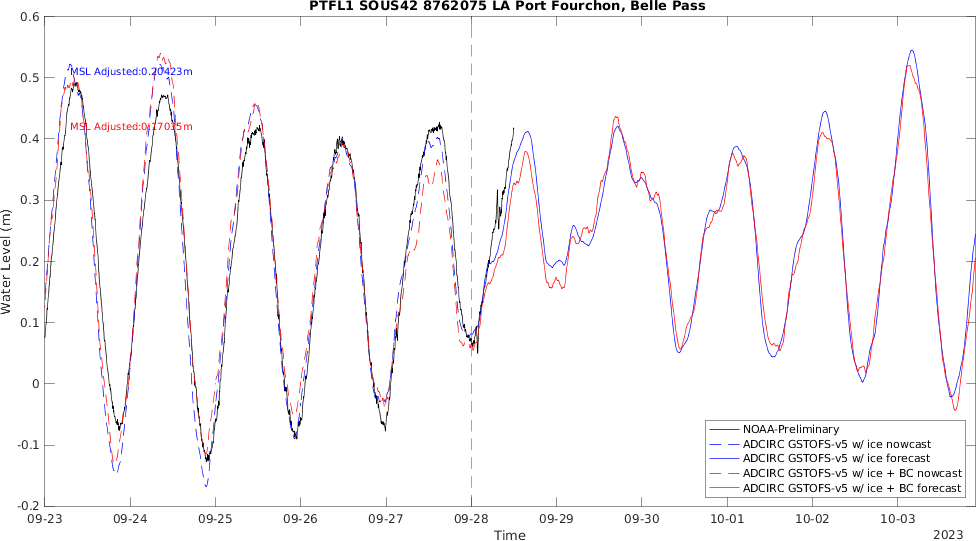 PTFL1 SOUS42 8762075 LA Port Fourchon, Belle Pass
0.6
0.5
0.4
0.3
0.2
0.1
0
-0.1
-0.2
Water Level (m)
MSL Adjusted:0.20423m
MSL Adjusted:0.17035m
NOAA-Preliminary
ADCIRC GSTOFS-v5 w/ ice nowcast
ADCIRC GSTOFS-v5 w/ ice forecast
ADCIRC GSTOFS-v5 w/ ice + BC nowcast
ADCIRC GSTOFS-v5 w/ ice + BC forecast
09-23 09-24 09-25 09-26 09-27 09-28 09-29 09-30 10-01 10-02 10-03
Time
2023